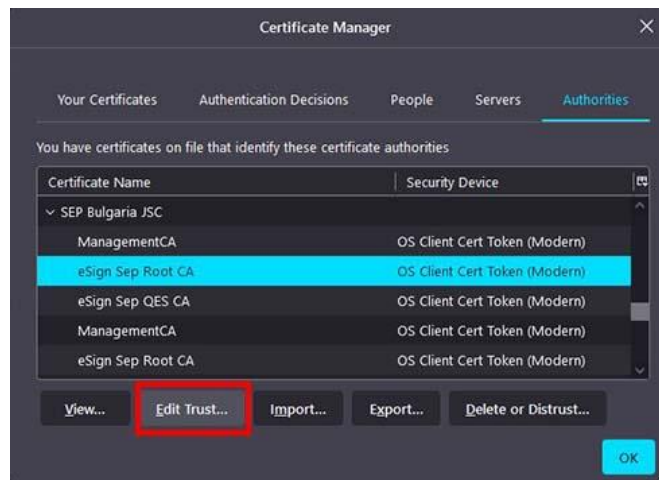 Certificate Manager
Your Certificates Authentication Decisions People Servers Authorities
You have certificates on file that identify these certificate authorities
Certificate Name Security Device
SEP Bulgaria JSC
ManagementCA OS Client Cert Token (Modern)
eSign Sep Root CA OS Client Cert Token (Modern)
eSign Sep QES CA OS Client Cert Token (Modern)
ManagementCA OS Client Cert Token (Modern)
eSign Sep Root CA OS Client Cert Token (Modern)
View... Edit Trust... Import... Export... Delete or Distrust...
OK